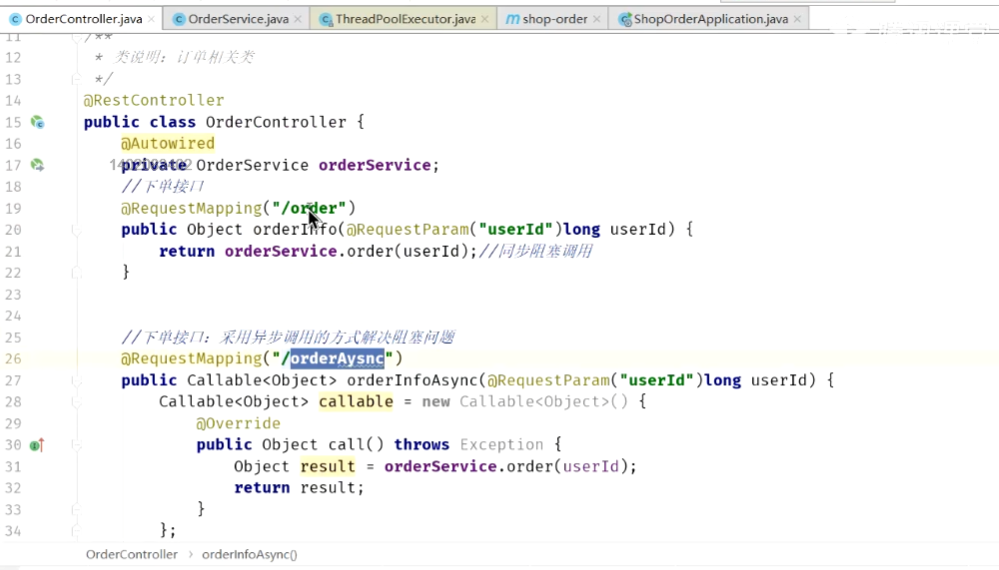 OrderController.java × OrderService.java × ThreadPoolExecutor.java × shop-order × ShopOrderApplication.java ×
11 /**
12 * 类说明：订单相关类
13 */
14 @RestController
15 public class OrderController {
16 @Autowired
17 private OrderService orderService;
18 //下单接口
19 @RequestMapping("/order")
20 public Object orderInfo(@RequestParam("userId")long userId) {
21 return orderService.order(userId);//同步阻塞调用
22 }
23
24
25 //下单接口：采用异步调用的方式解决阻塞问题
26 @RequestMapping("/orderAysnc")
27 public Callable<Object> orderInfoAsync(@RequestParam("userId")long userId) {
28 Callable<Object> callable = new Callable<Object>() {
29 @Override
30 public Object call() throws Exception {
31 Object result = orderService.order(userId);
32 return result;
33 }
34 };
OrderController › orderInfoAsync()